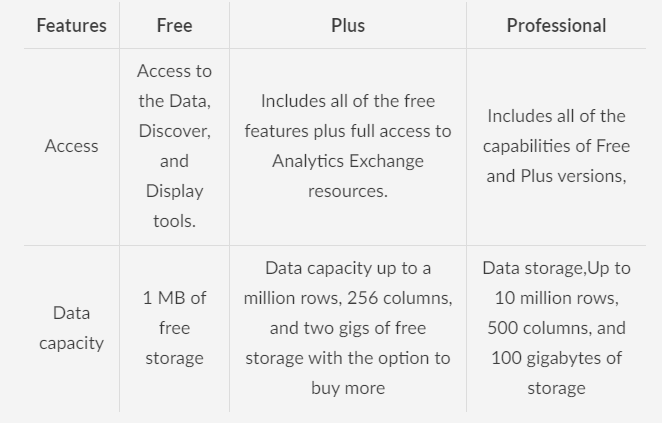 Features Free Plus Professional
Access
Access to
the Data,
Discover,
and
Display
tools.
Includes all of the free
features plus full access to
Analytics Exchange
resources.
Includes all of the
capabilities of Free
and Plus versions,
Data
capacity
1 MB of
free
storage
Data capacity up to a
million rows, 256 columns,
and two gigs of free
storage with the option to
buy more
Data storage,Up to
10 million rows,
500 columns, and
100 gigabytes of
storage